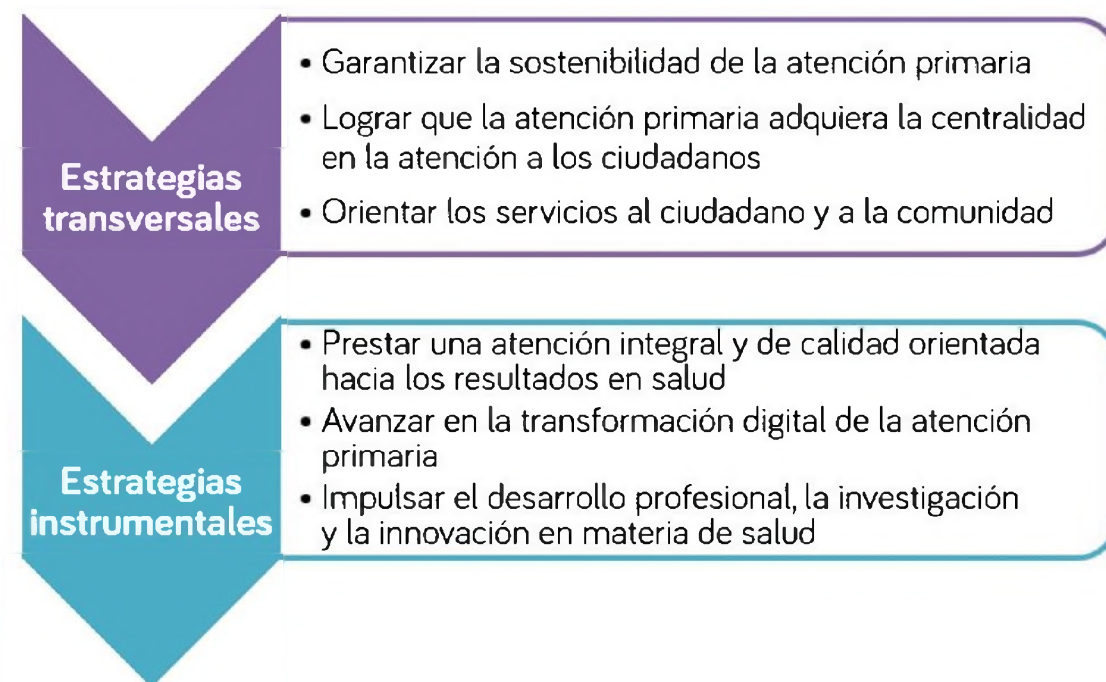 Estrategias
transversales
• Garantizar la sostenibilidad de la atención primaria
• Lograr que la atención primaria adquiera la centralidad
en la atención a los ciudadanos
• Orientar los servicios al ciudadano y a la comunidad
Estrategias
instrumentales
• Prestar una atención integral y de calidad orientada
hacia los resultados en salud
• Avanzar en la transformación digital de la atención
primaria
• Impulsar el desarrollo profesional, la investigación
y la innovación en materia de salud